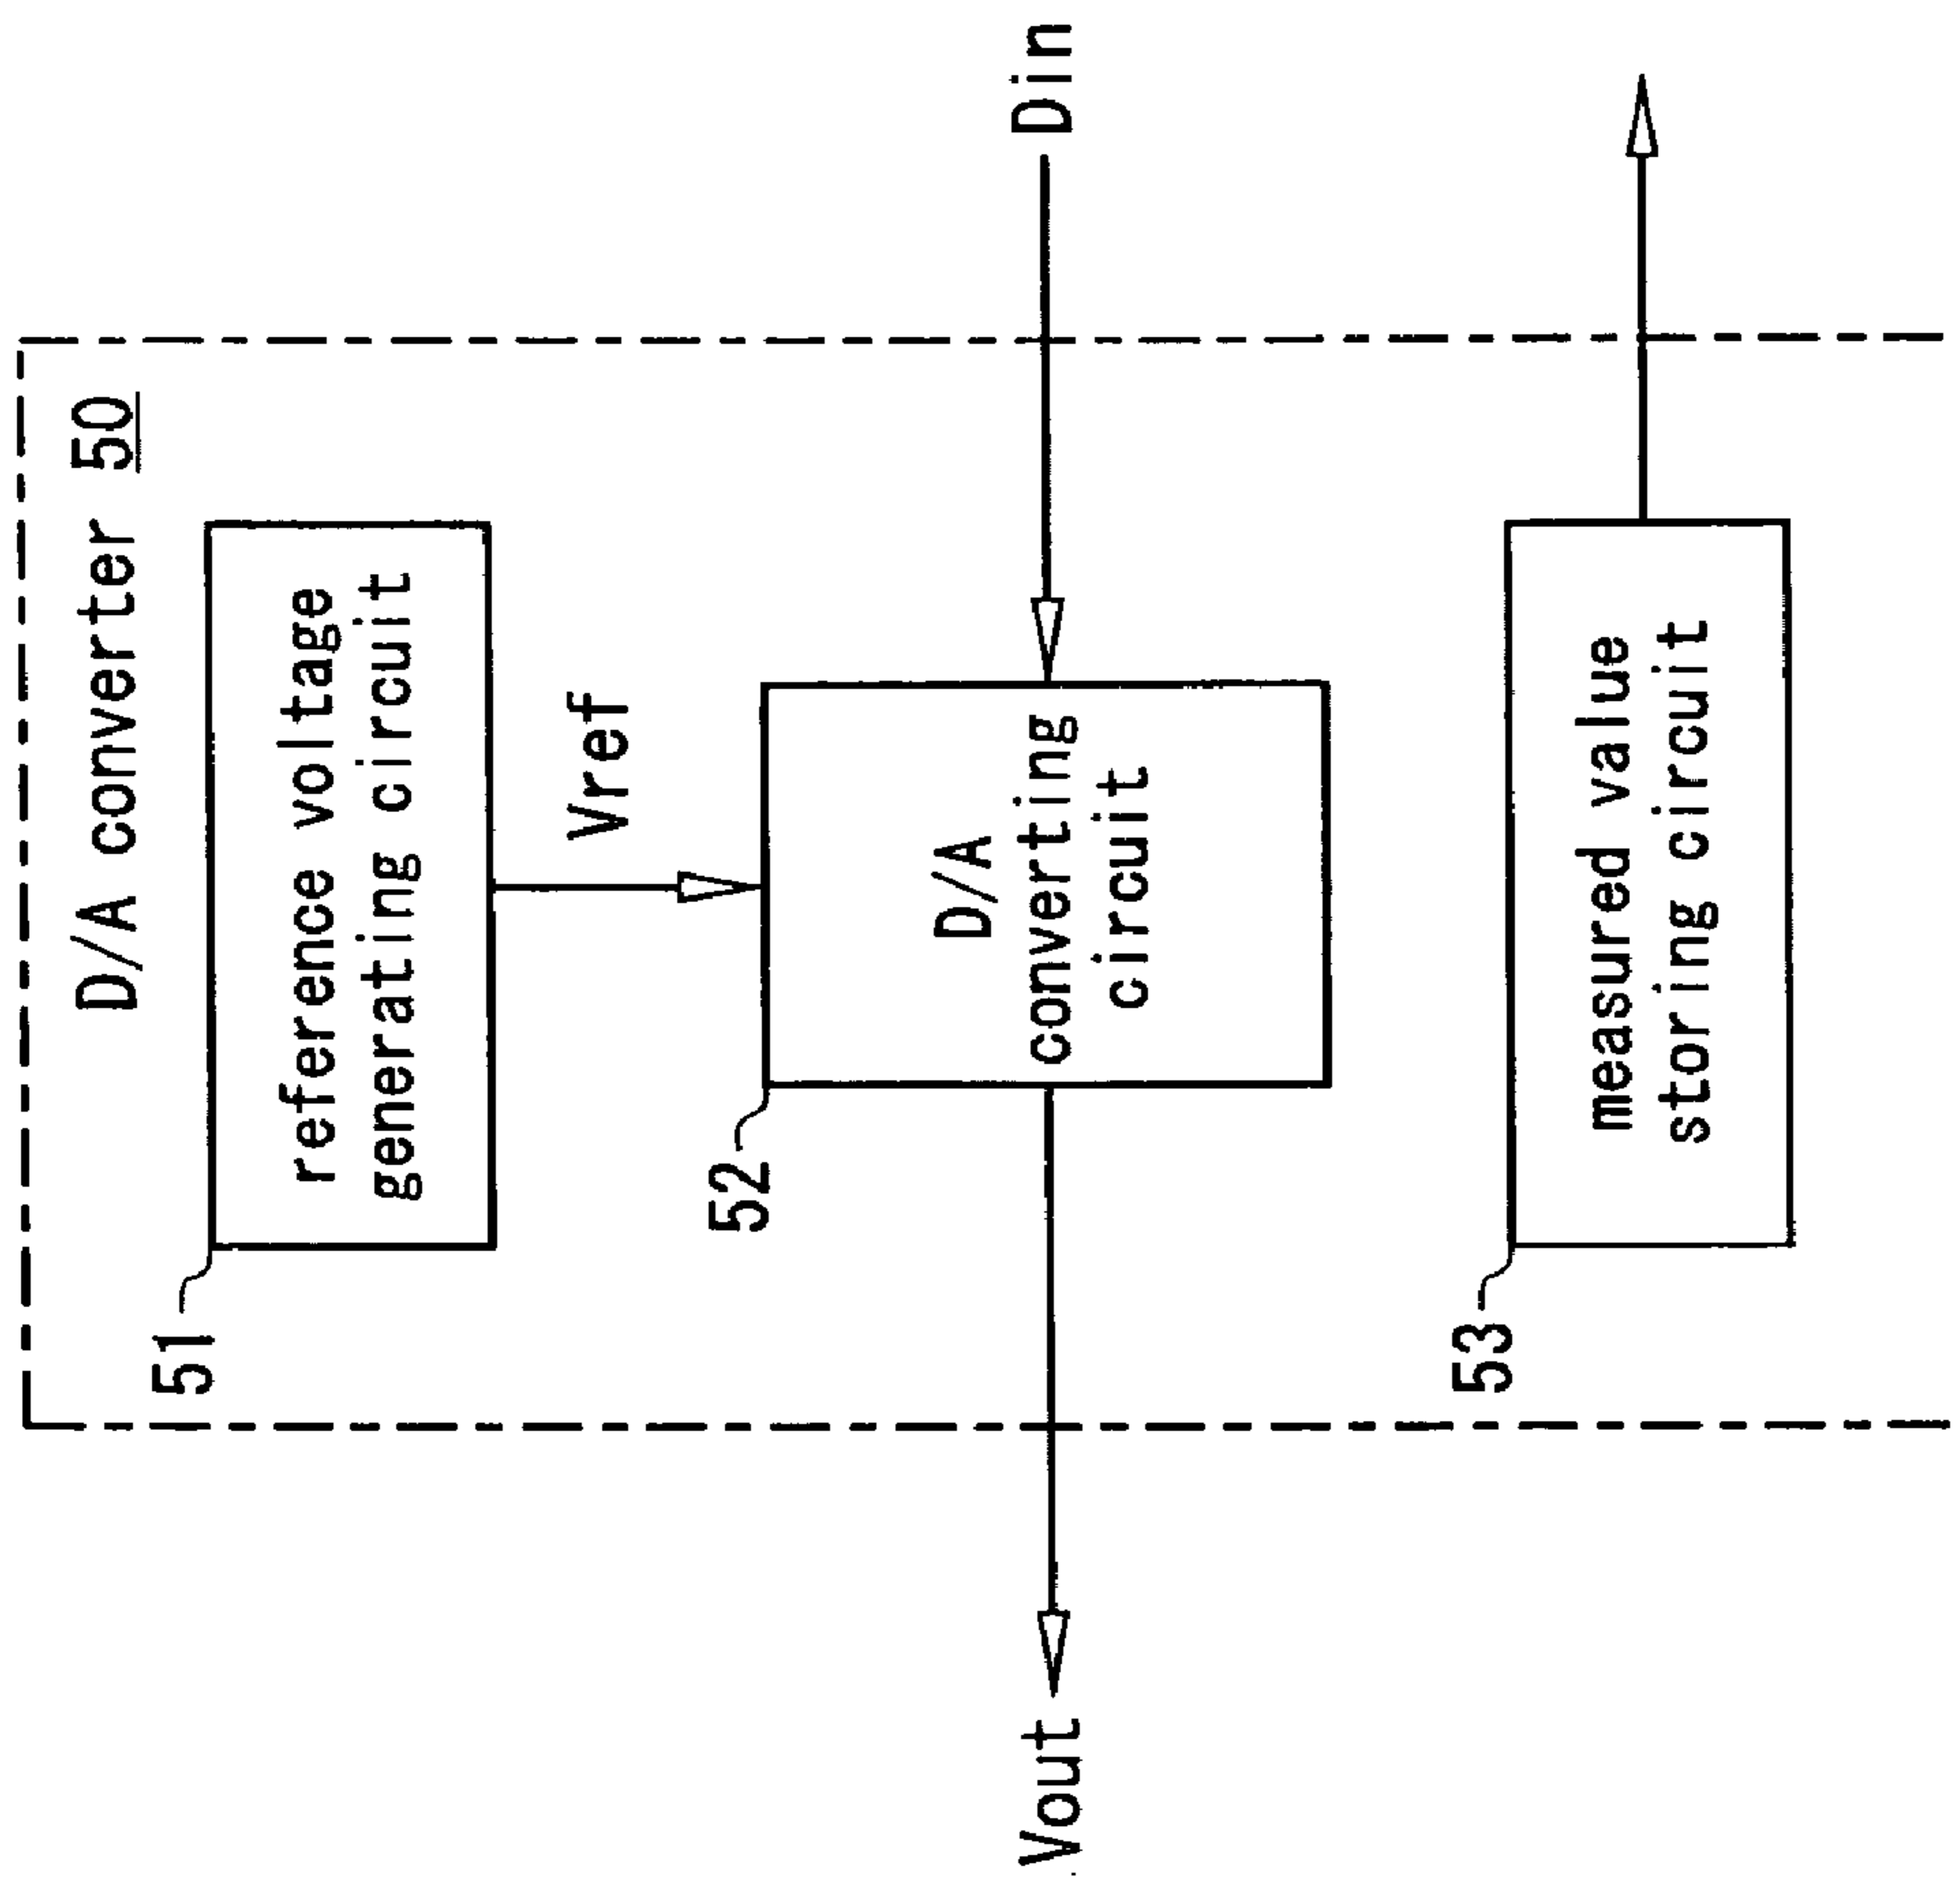 D/A converter 50
51
reference voltage
generating circuit
Vref
52
D/A
converting
circuit
Vout
Din
53
measured value
storing circuit